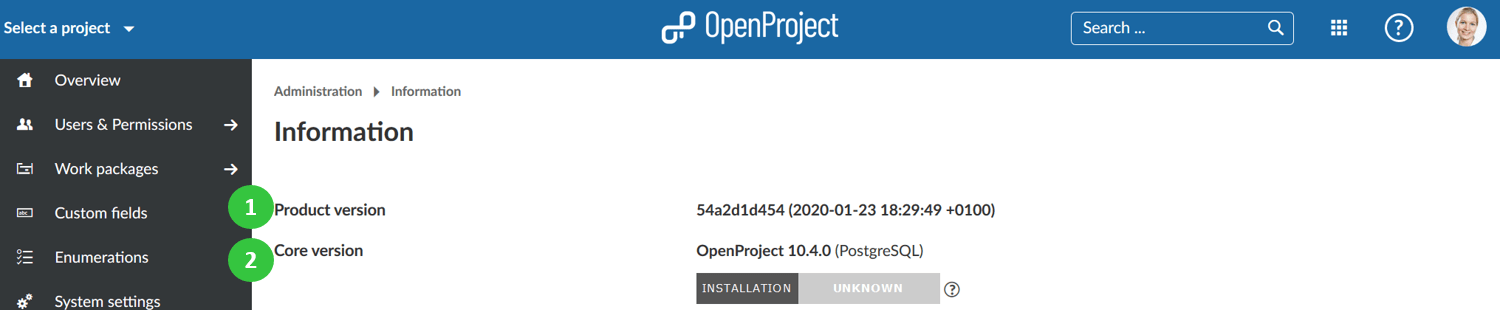 Select a project
OpenProject
Search ...
?
Overview
Users & Permissions
Work packages
abc Custom fields
Enumerations
System settings
Administration Information
Information
1 Product version 54a2d1d454 (2020-01-23 18:29:49 +0100)
2 Core version OpenProject 10.4.0 (PostgreSQL)
INSTALLATION UNKNOWN ?